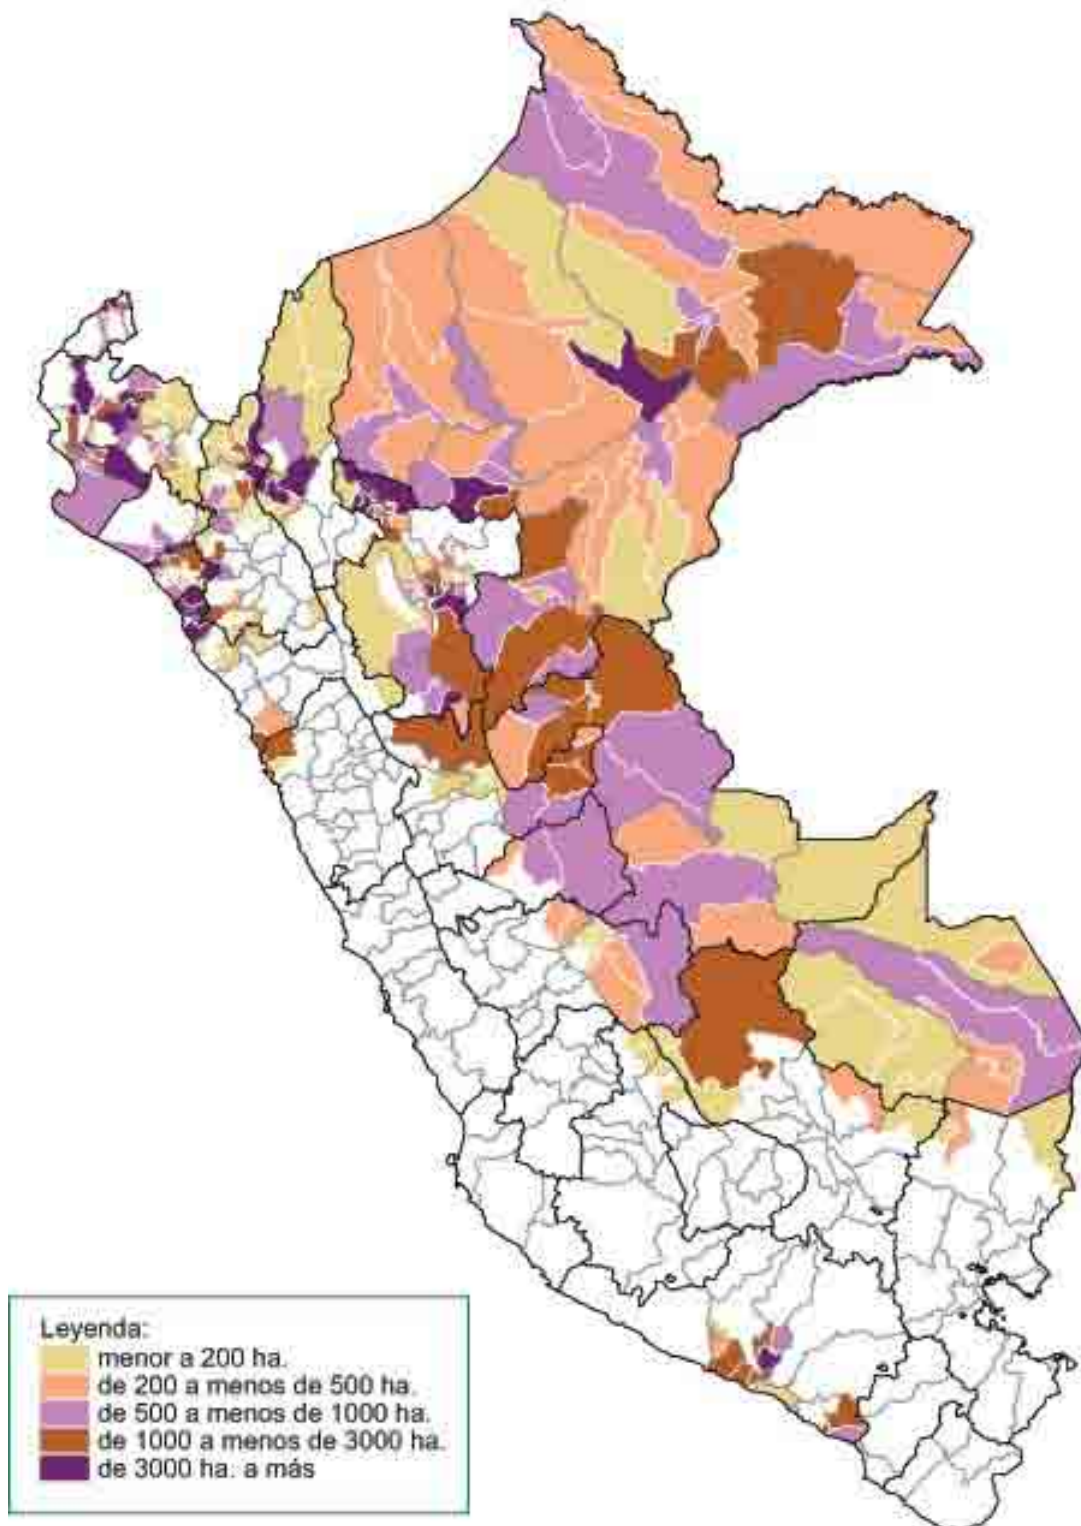 Leyenda:
menor a 200 ha.
de 200 a menos de 500 ha.
de 500 a menos de 1000 ha.
de 1000 a menos de 3000 ha.
de 3000 ha. a más